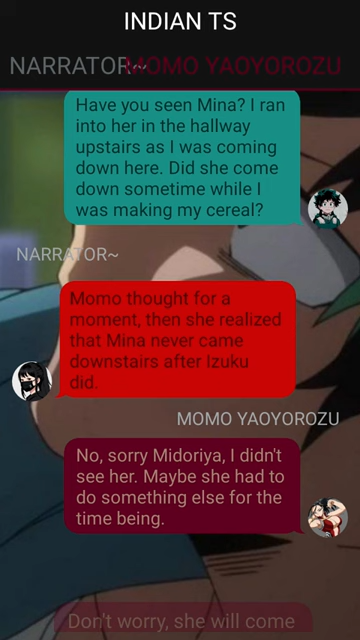 INDIAN TS
NARRATOR~
MOMO YAOYOROZU
Have you seen Mina? I ran
into her in the hallway
upstairs as I was coming
down here. Did she come
down sometime while I
was making my cereal?
NARRATOR~
Momo thought for a
moment, then she realized
that Mina never came
downstairs after Izuku
did.
MOMO YAOYOROZU
No, sorry Midoriya, I didn't
see her. Maybe she had to
do something else for the
time being.
Don't worry, she will come